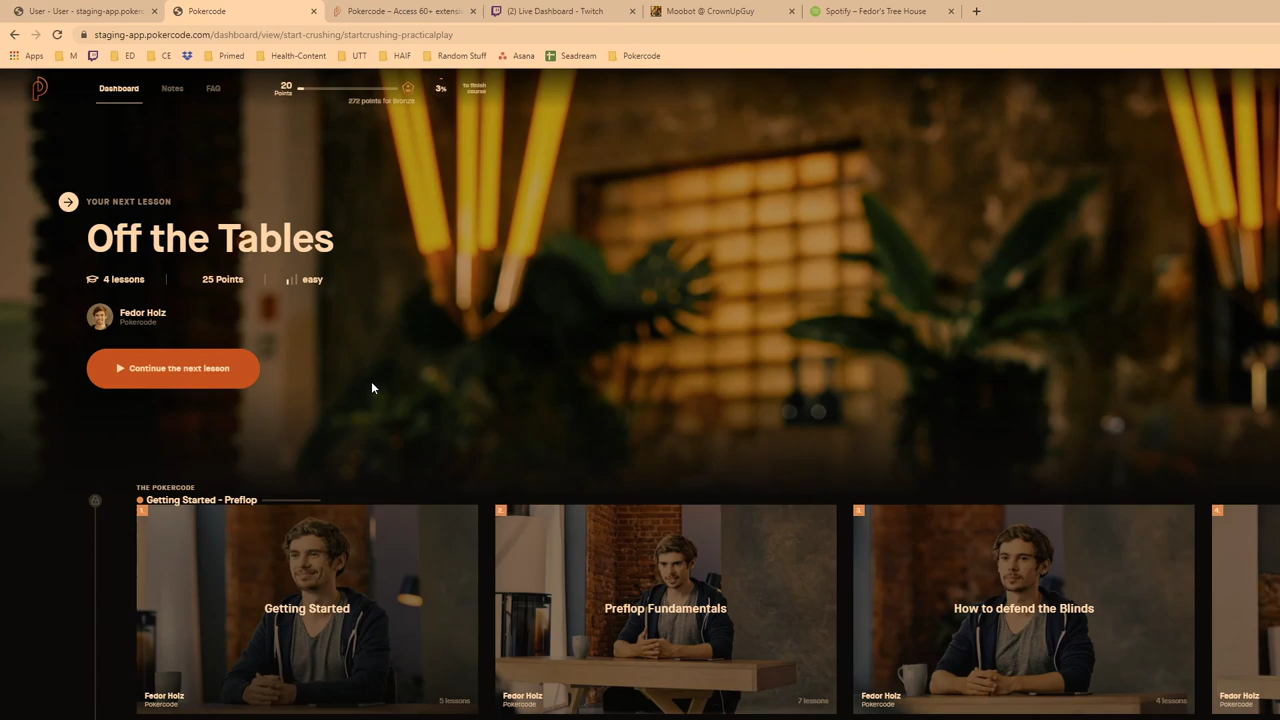 User - User - staging-app.pokerc
Pokercode
Pokercode – Access 60+ extensi
(2) Live Dashboard - Twitch
Moobot @ CrownUpGuy
Spotify – Fedor's Tree House
staging-app.pokercode.com/dashboard/view/start-crushing/startcrushing-practicalplay
Apps
M
ED
CE
Primed
Health-Content
UTT
HAIF
Random Stuff
Asana
Seadream
Pokercode
Dashboard
Notes
FAQ
20
Points
272 points for Bronze
3%
to finish
course
YOUR NEXT LESSON
Off the Tables
4 lessons
25 Points
easy
Fedor Holz
Pokercode
Continue the next lesson
THE POKERCODE
Getting Started - Preflop
1.
Getting Started
Fedor Holz
Pokercode
5 lessons
2.
Preflop Fundamentals
Fedor Holz
Pokercode
7 lessons
3.
How to defend the Blinds
Fedor Holz
Pokercode
4 lessons
4.